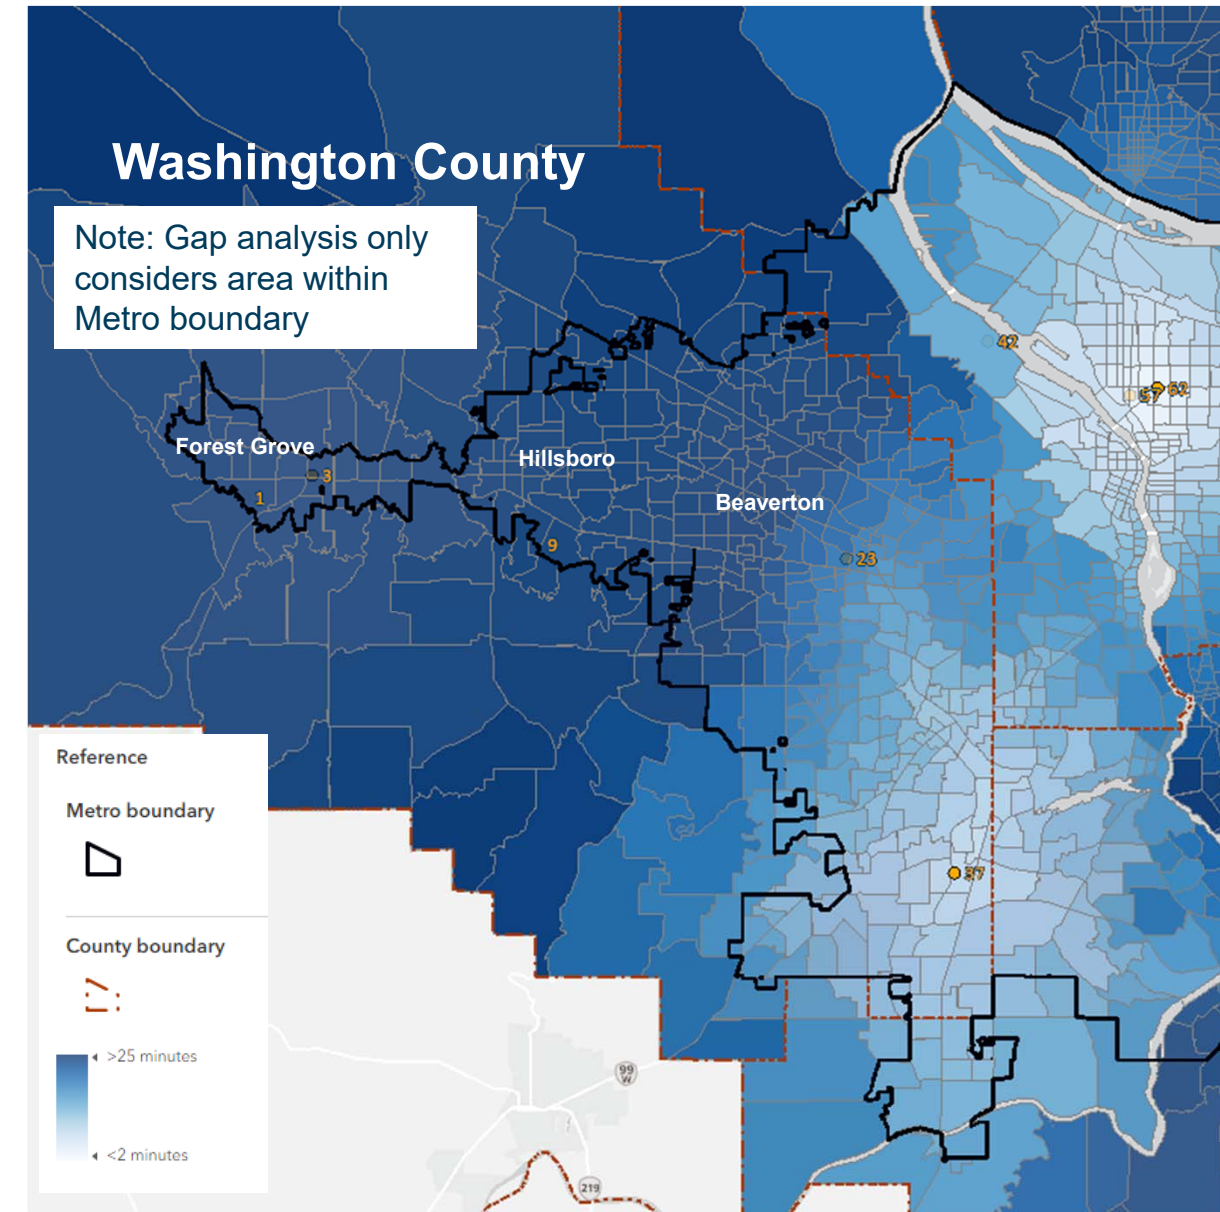 Washington County
Note: Gap analysis only
considers area within
Metro boundary
42
57
62
Forest Grove
Hillsboro
3
1
Beaverton
9
23
Reference
Metro boundary
37
County boundary
>25 minutes
<2 minutes
99
W
219